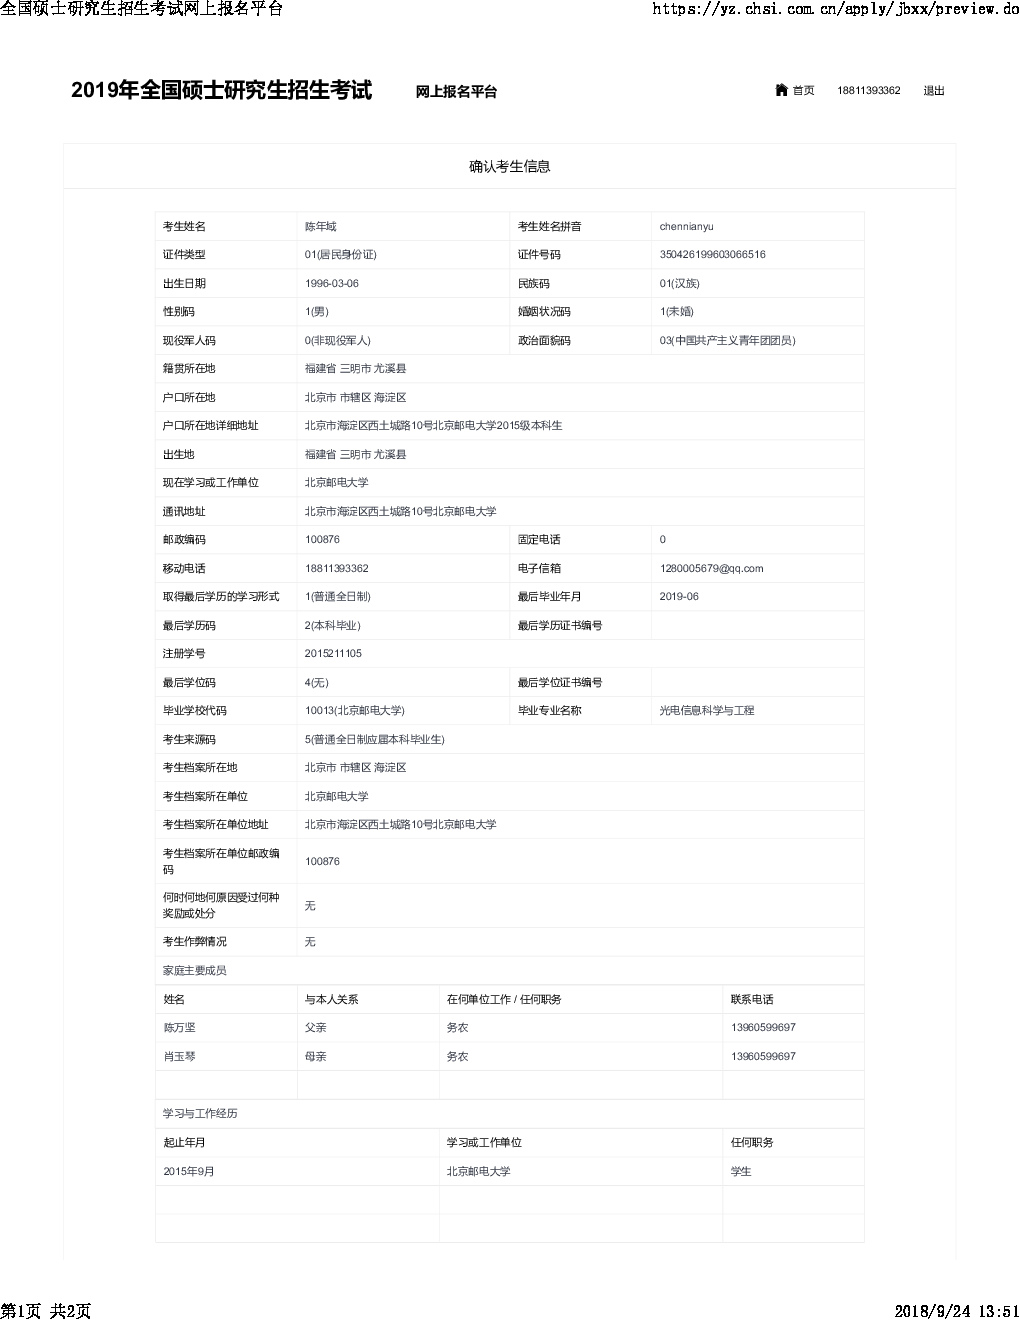 全国硕士研究生招生考试网上报名平台 https://yz.chsi.com.cn/apply/jbxx/preview.do
2019年全国硕士研究生招生考试 网上报名平台 首页 18811393362 退出
确认考生信息
考生姓名 陈年域 考生姓名拼音 chennianyu
证件类型 01(居民身份证) 证件号码 350426199603066516
出生日期 1996-03-06 民族码 01(汉族)
性别码 1(男) 婚姻状况码 1(未婚)
现役军人码 0(非现役军人) 政治面貌码 03(中国共产主义青年团团员)
籍贯所在地 福建省 三明市 尤溪县
户口所在地 北京市 市辖区 海淀区
户口所在地详细地址 北京市海淀区西土城路10号北京邮电大学2015级本科生
出生地 福建省 三明市 尤溪县
现在学习或工作单位 北京邮电大学
通讯地址 北京市海淀区西土城路10号北京邮电大学
邮政编码 100876 固定电话 0
移动电话 18811393362 电子信箱 1280005679@qq.com
取得最后学历的学习形式 1(普通全日制) 最后毕业年月 2019-06
最后学历码 2(本科毕业) 最后学历证书编号
注册学号 2015211105
最后学位码 4(无) 最后学位证书编号
毕业学校代码 10013(北京邮电大学) 毕业专业名称 光电信息科学与工程
考生来源码 5(普通全日制应届本科毕业生)
考生档案所在地 北京市 市辖区 海淀区
考生档案所在单位 北京邮电大学
考生档案所在单位地址 北京市海淀区西土城路10号北京邮电大学
考生档案所在单位邮政编
码 100876
何时何地何原因受过何种
奖励或处分 无
考生作弊情况 无
家庭主要成员
姓名 与本人关系 在何单位工作 / 任何职务 联系电话
陈万坚 父亲 务农 13960599697
肖玉琴 母亲 务农 13960599697
学习与工作经历
起止年月 学习或工作单位 任何职务
2015年9月 北京邮电大学 学生
第1页 共2页 2018/9/24 13:51